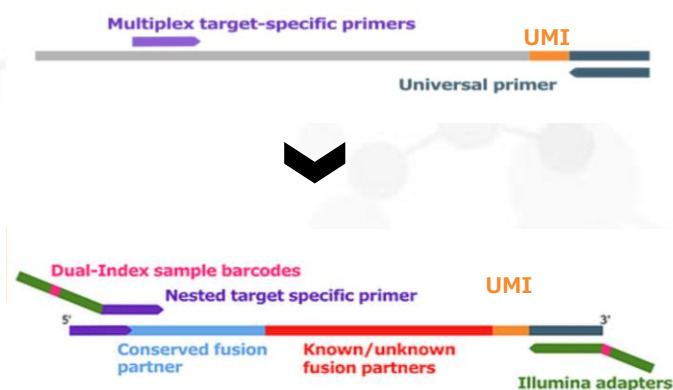 Multiplex target-specific primers
UMI
Universal primer
Dual-Index sample barcodes
UMI
Nested target specific primer
5'
3'
Conserved fusion
partner
Known/unknown
fusion partners
Illumina adapters